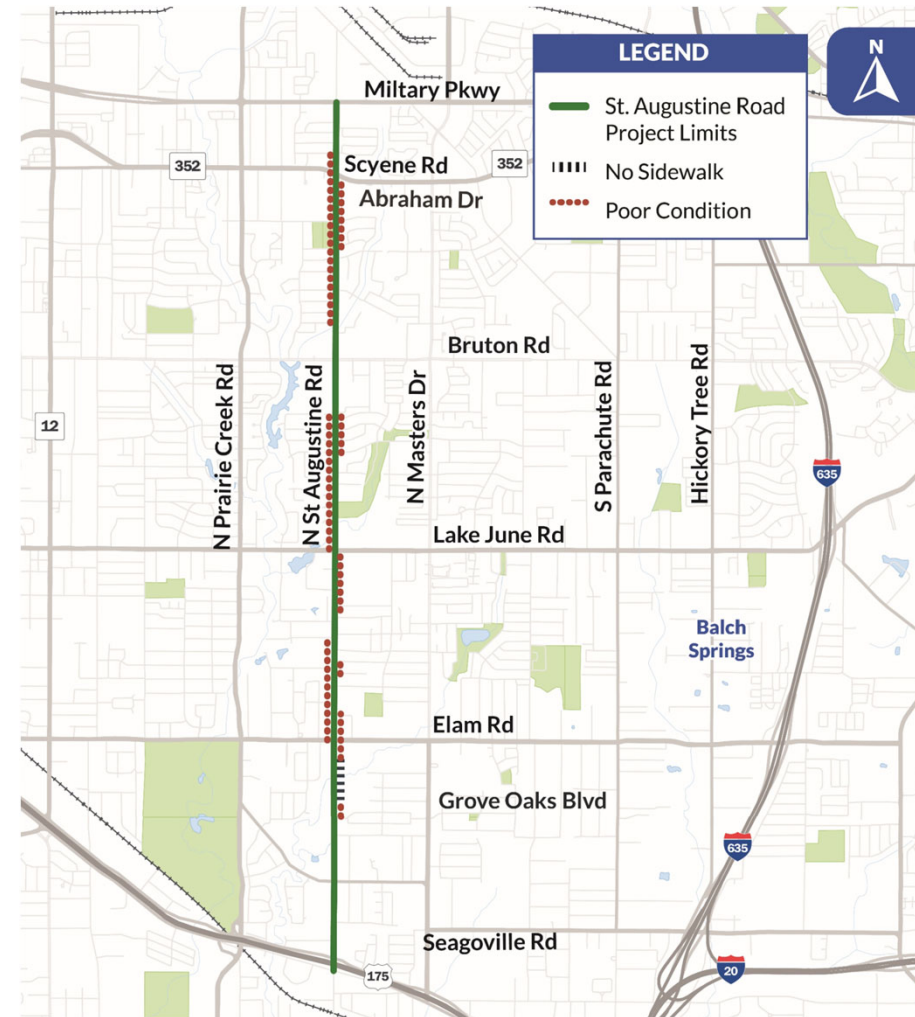 LEGEND
St. Augustine Road
Project Limits
No Sidewalk
Poor Condition
N
Miltary Pkwy
352
Scyene Rd
352
Abraham Dr
Bruton Rd
N Prairie Creek Rd
N St Augustine Rd
N Masters Dr
S Parachute Rd
Hickory Tree Rd
12
635
Lake June Rd
Balch
Springs
Elam Rd
Grove Oaks Blvd
635
Seagoville Rd
175
20